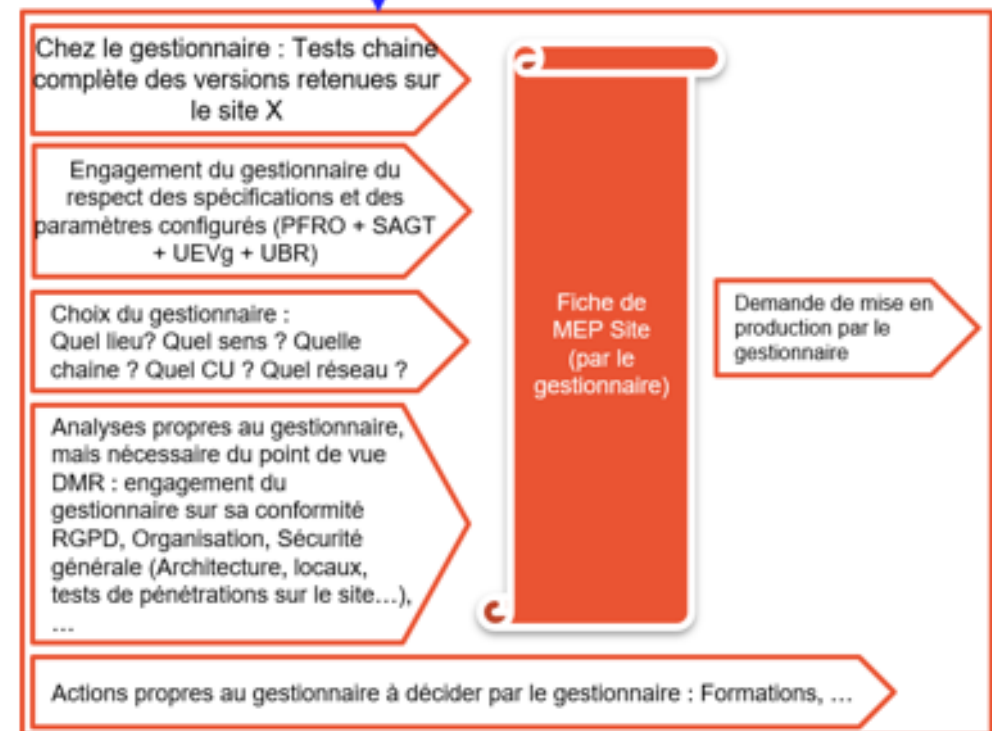 Chez le gestionnaire : Tests chaine
complète des versions retenues sur
le site X
Engagement du gestionnaire du
respect des spécifications et des
paramètres configurés (PFRO + SAGT
+ UEVg + UBR)
Choix du gestionnaire :
Quel lieu? Quel sens ? Quelle
chaine ? Quel CU ? Quel réseau ?
Analyses propres au gestionnaire,
mais nécessaire du point de vue
DMR : engagement du
gestionnaire sur sa conformité
RGPD, Organisation, Sécurité
générale (Architecture, locaux,
tests de pénétrations sur le site…),
…
Fiche de
MEP Site
(par le
gestionnaire)
Demande de mise en
production par le
gestionnaire
Actions propres au gestionnaire à décider par le gestionnaire : Formations, …